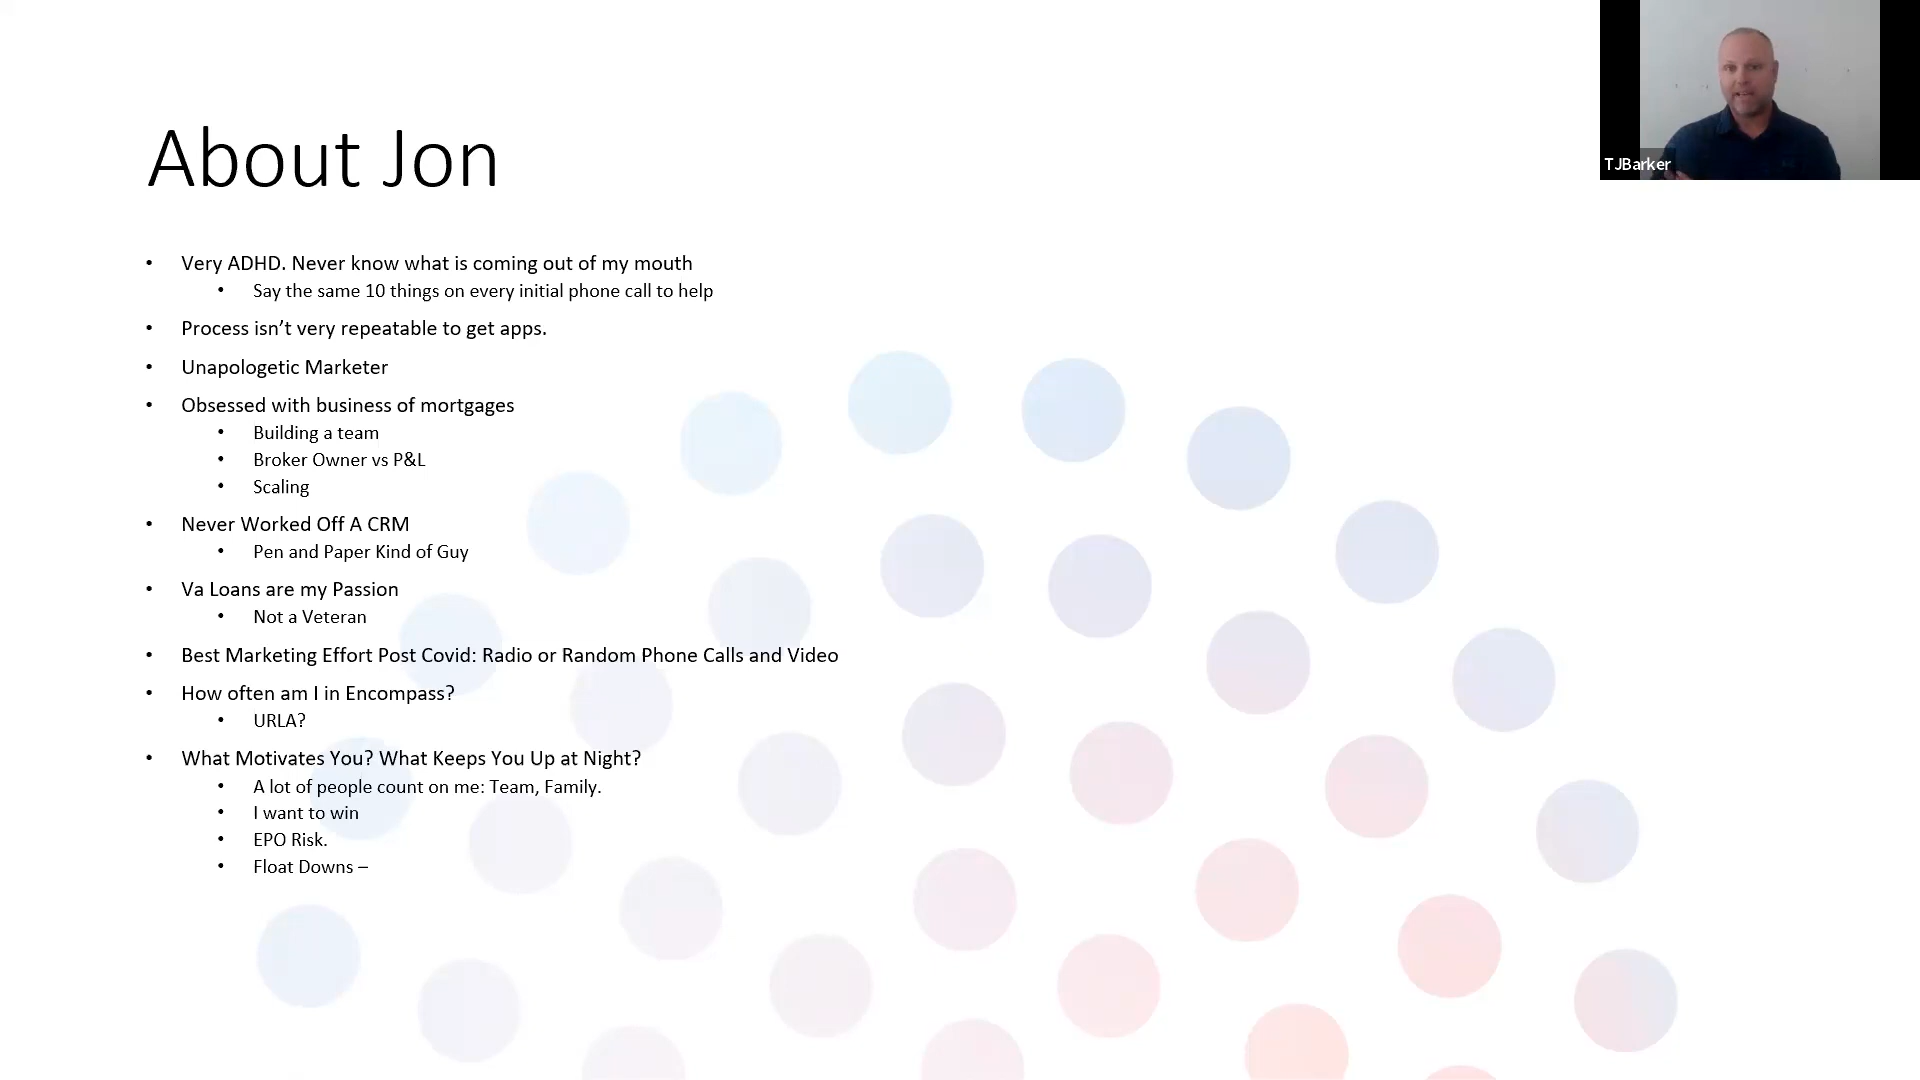 About Jon
TJBarker
• Very ADHD. Never know what is coming out of my mouth
• Say the same 10 things on every initial phone call to help
• Process isn’t very repeatable to get apps.
• Unapologetic Marketer
• Obsessed with business of mortgages
• Building a team
• Broker Owner vs P&L
• Scaling
• Never Worked Off A CRM
• Pen and Paper Kind of Guy
• Va Loans are my Passion
• Not a Veteran
• Best Marketing Effort Post Covid: Radio or Random Phone Calls and Video
• How often am I in Encompass?
• URLA?
• What Motivates You? What Keeps You Up at Night?
• A lot of people count on me: Team, Family.
• I want to win
• EPO Risk.
• Float Downs –